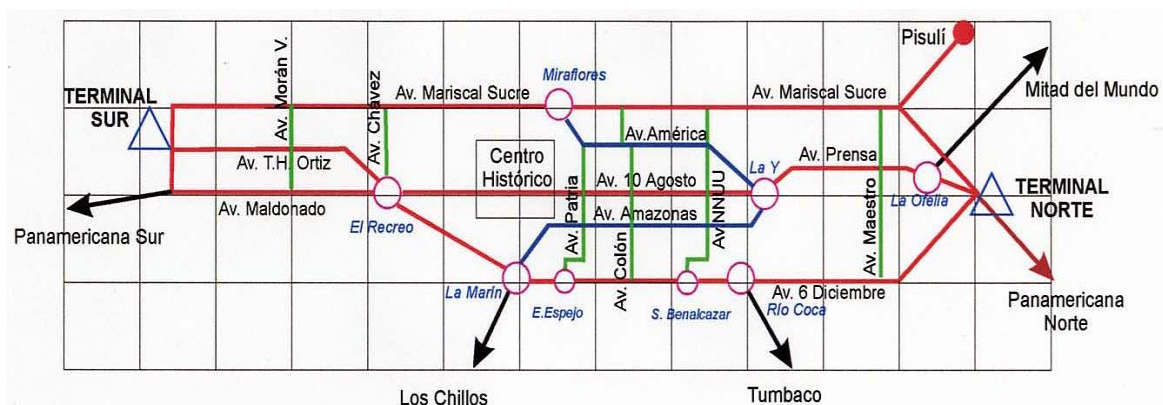 Pisulí
Miraflores
Mitad del Mundo
TERMINAL
SUR
Av. Morán V.
Av. Chávez
Av. Mariscal Sucre
Av. Mariscal Sucre
Av.América
Centro
Histórico
Av. T.H. Ortiz
Av. Prensa
La Y
Av. 10 Agosto
Av. Patria
Av. NNUU
Av. Maestro
La Ofelia
TERMINAL
NORTE
Av. Maldonado
Av. Amazonas
El Recreo
Panamericana Sur
Av. Colón
La Marín
E.Espejo
S. Benalcazar
Río Coca
Av. 6 Diciembre
Panamericana
Norte
Los Chillos
Tumbaco